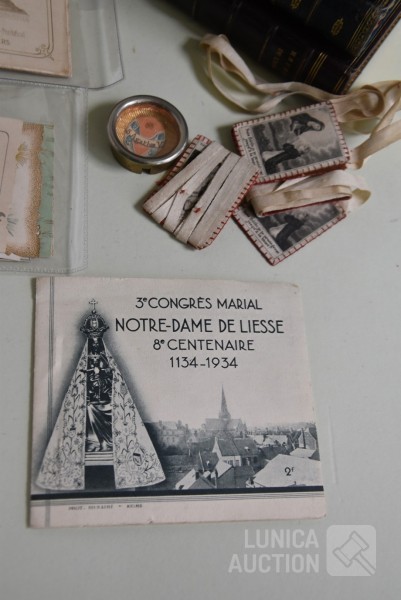 3e CONGRÈS MARIAL
NOTRE-DAME DE LIESSE
8e CENTENAIRE
1134-1934
2F
LUNICA
AUCTION